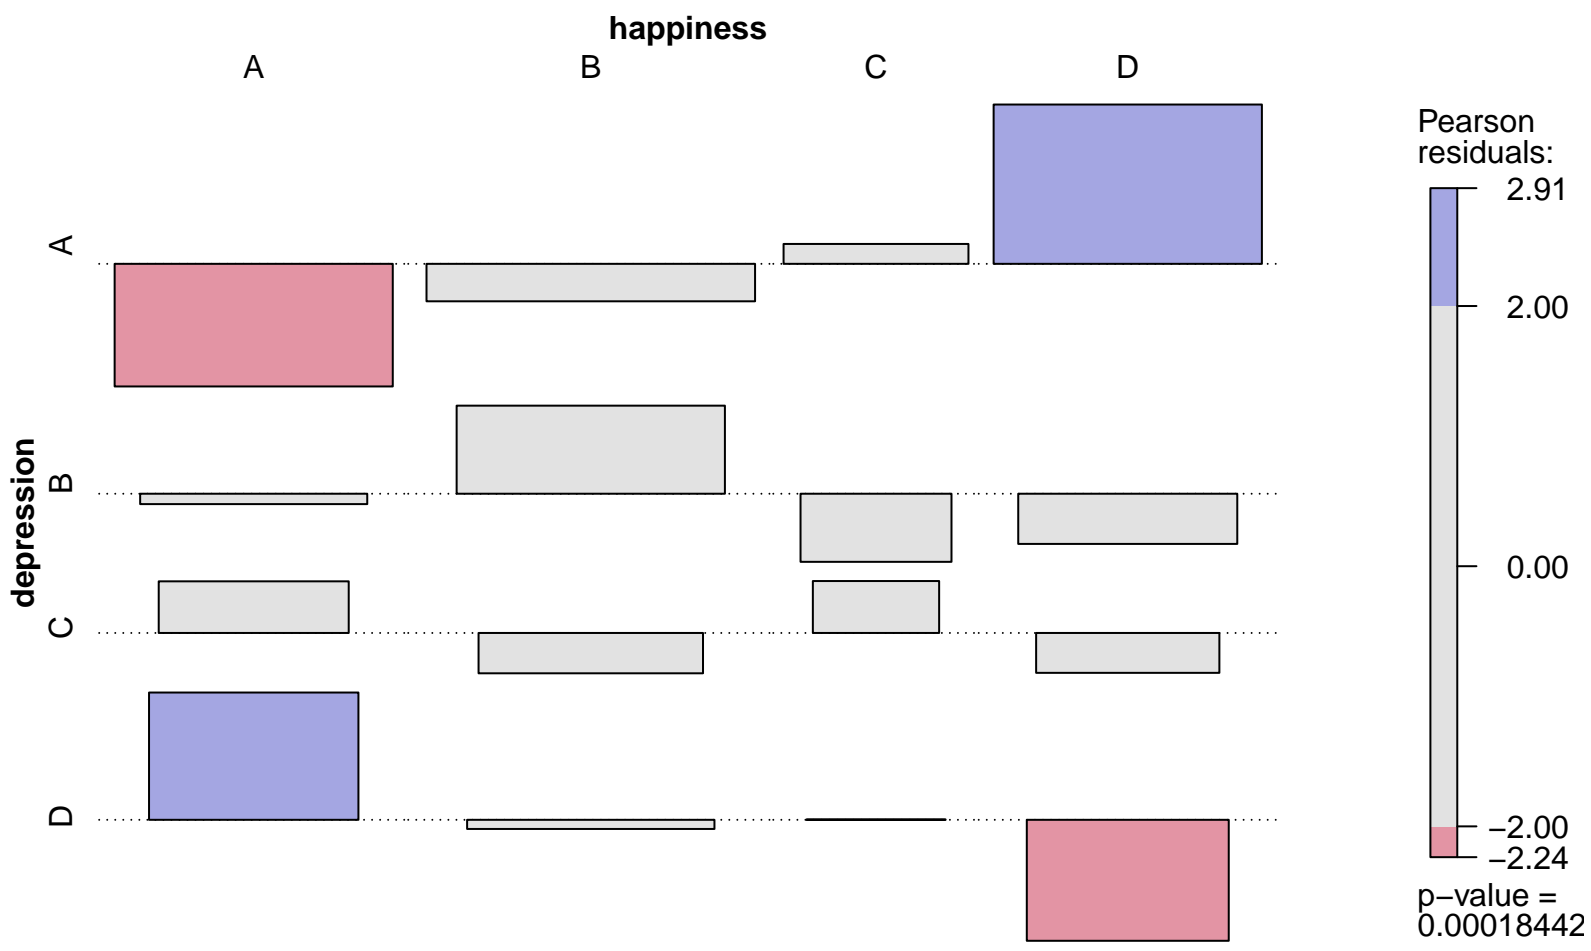 happiness
A B C D
depression
A
B
C
D
Pearson
residuals:
2.91
2.00
0.00
−2.00
−2.24
p−value =
0.00018442